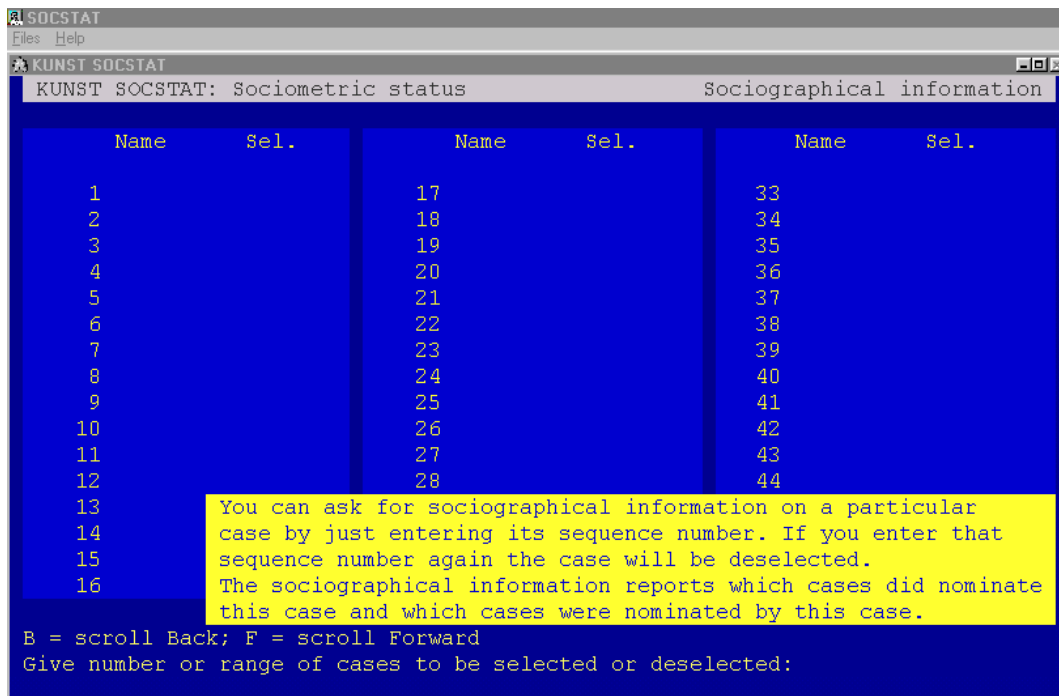 SOCSTAT
Files Help
KUNST SOCSTAT
KUNST SOCSTAT: Sociometric status Sociographical information
Name Sel. Name Sel. Name Sel.
1 17 33
2 18 34
3 19 35
4 20 36
5 21 37
6 22 38
7 23 39
8 24 40
9 25 41
10 26 42
11 27 43
12 28 44
13
14
15
16
You can ask for sociographical information on a particular
case by just entering its sequence number. If you enter that
sequence number again the case will be deselected.
The sociographical information reports which cases did nominate
this case and which cases were nominated by this case.
B = scroll Back; F = scroll Forward
Give number or range of cases to be selected or deselected: